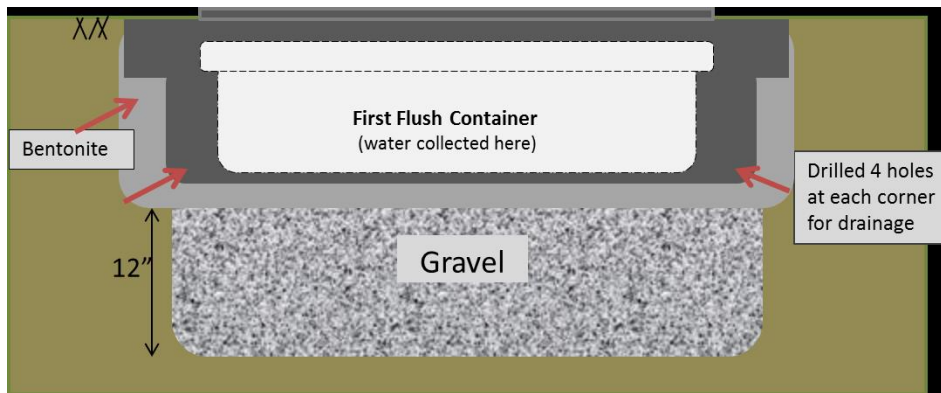 First Flush Container
(water collected here)
Bentonite
Drilled 4 holes
at each corner
for drainage
Gravel
12”